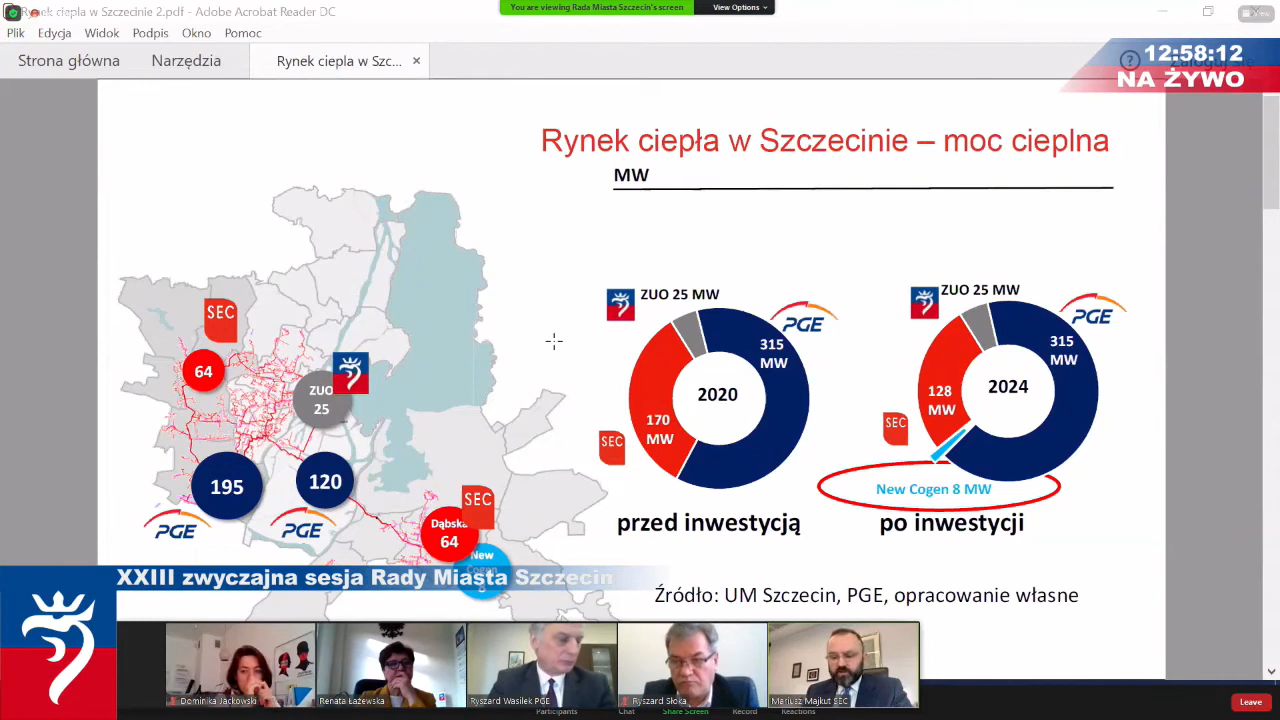 Rynek ciepła w Szczecinie 2.pdf - Adobe Acrobat Reader DC
You are viewing Rada Miasta Szczecin's screen
View Options
View
Plik Edycja Widok Podpis Okno Pomoc
Strona główna
Narzędzia
Rynek ciepla w Szc...
12:58:12
NA ŻYWO
Rynek ciepła w Szczecinie – moc cieplna
MW
ZUO 25 MW
PGE
315
MW
2020
170
MW
SEC
przed inwestycją
ZUO 25 MW
PGE
315
MW
2024
128
MW
SEC
New Cogen 8 MW
po inwestycji
SEC
64
ZUO
25
195
PGE
120
PGE
SEC
Dąbska
64
New
Cogen
8
XXIII zwyczajna sesja Rady Miasta Szczecin
Źródło: UM Szczecin, PGE, opracowanie własne
Dominika Jackowski
Renata Łażewska
Ryszard Wasiłek PGE
Ryszard Słoka
Mariusz Majkut SEC
Participants
Chat
Share Screen
Record
Reactions
Leave